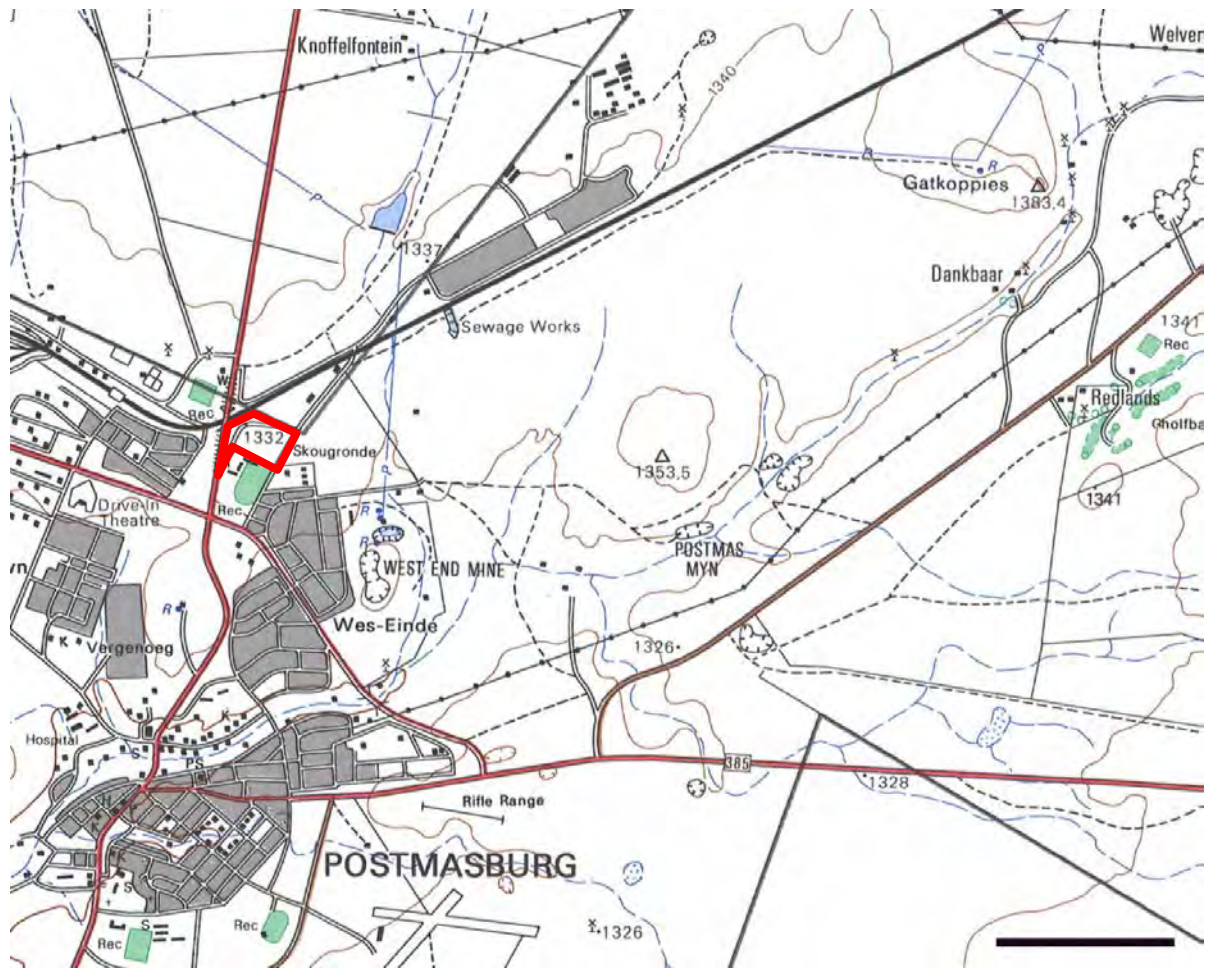 Knoffelfontein
Welver
1340
P
P
R
R
Gatkoppies
1383,4
1337
Dankbaar
Sewage Works
1341
Rec
W
Redlands
Rec
Gholfba
1332
Skougronde
1353,5
1341
P
Drive-In
Theatre
Rec
R
R
POSTMAS
MYN
WEST END MINE
yn
R
Wes-Einde
K
Vergenoeg
1326
K
Hospital
S
PS
385
1328
H
Rifle Range
K
K
POSTMASBURG
S
S
Rec
Rec
1326